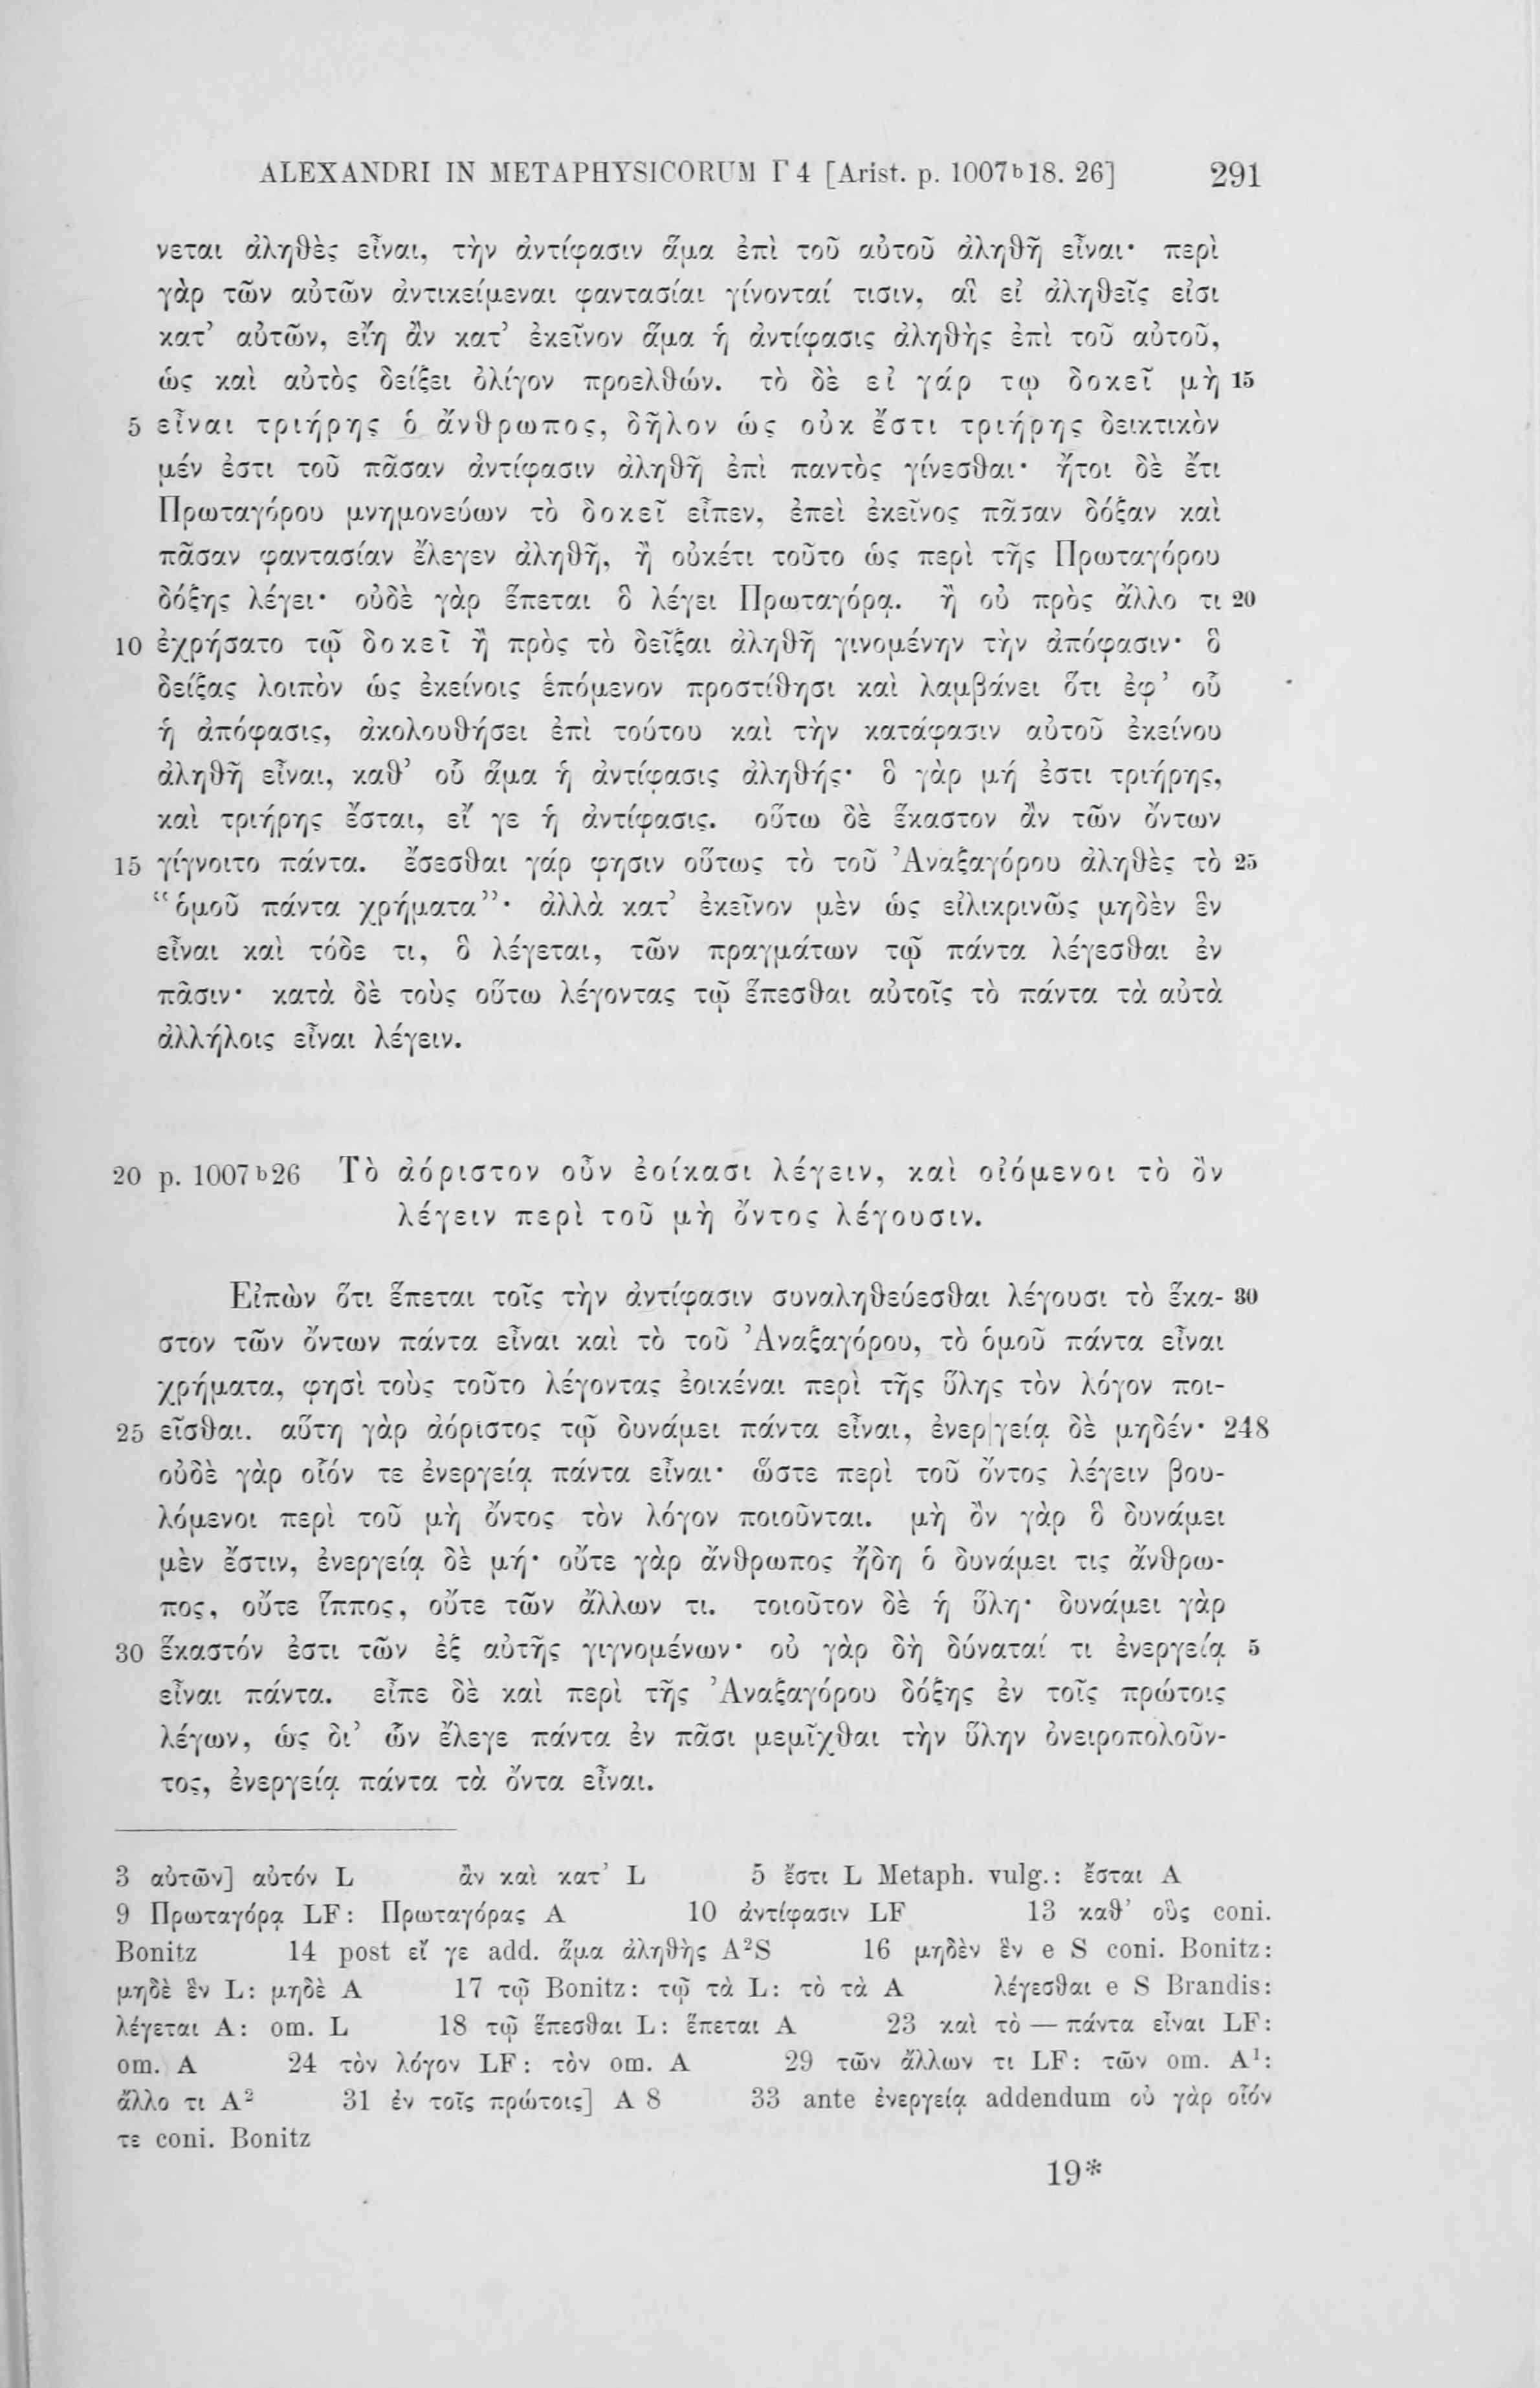 ALEXANDRI IN METAPHYSICORUM Γ 4 [Arist. p. 1007ᵇ18. 26] 291
νεται ἀληθὲς εἶναι, τὴν ἀντίφασιν ἅμα ἐπὶ τοῦ αὐτοῦ ἀληθῆ εἶναι· περὶ
γὰρ τῶν αὐτῶν ἀντικείμεναι φαντασίαι γίνονταί τισιν, αἳ εἰ ἀληθεῖς εἰσι
κατ’ αὐτῶν, εἴη ἂν κατ’ ἐκεῖνον ἅμα ἡ ἀντίφασις ἀληθὴς ἐπὶ τοῦ αὐτοῦ,
ὡς καὶ αὐτὸς δείξει ὀλίγον προελθών. τὸ δὲ εἰ γάρ τῳ δοκεῖ μὴ 15
5 εἶναι τριήρης ὁ ἄνθρωπος, δῆλον ὡς οὐκ ἔστι τριήρης δεικτικὸν
μέν ἐστι τοῦ πᾶσαν ἀντίφασιν ἀληθῆ ἐπὶ παντὸς γίνεσθαι· ἤτοι δὲ ἔτι
Πρωταγόρου μνημονεύων τὸ δοκεῖ εἶπεν, ἐπεὶ ἐκεῖνος πᾶσαν δόξαν καὶ
πᾶσαν φαντασίαν ἔλεγεν ἀληθῆ, ἢ οὐκέτι τοῦτο ὡς περὶ τῆς Πρωταγόρου
δόξης λέγει· οὐδὲ γὰρ ἕπεται ὃ λέγει Πρωταγόρᾳ. ἢ οὐ πρὸς ἄλλο τι 20
10 ἐχρήσατο τῷ δοκεῖ ἢ πρὸς τὸ δεῖξαι ἀληθῆ γινομένην τὴν ἀπόφασιν· ὃ
δείξας λοιπὸν ὡς ἐκείνοις ἑπόμενον προστίθησι καὶ λαμβάνει ὅτι ἐφ’ οὗ
ἡ ἀπόφασις, ἀκολουθήσει ἐπὶ τούτου καὶ τὴν κατάφασιν αὐτοῦ ἐκείνου
ἀληθῆ εἶναι, καθ’ οὗ ἅμα ἡ ἀντίφασις ἀληθής· ὃ γὰρ μή ἐστι τριήρης,
καὶ τριήρης ἔσται, εἴ γε ἡ ἀντίφασις. οὕτω δὲ ἕκαστον ἂν τῶν ὄντων
15 γίγνοιτο πάντα. ἔσεσθαι γάρ φησιν οὕτως τὸ τοῦ Ἀναξαγόρου ἀληθὲς τὸ 25
“ὁμοῦ πάντα χρήματα”· ἀλλὰ κατ’ ἐκεῖνον μὲν ὡς εἰλικρινῶς μηδὲν ἓν
εἶναι καὶ τόδε τι, ὃ λέγεται, τῶν πραγμάτων τῷ πάντα λέγεσθαι ἐν
πᾶσιν· κατὰ δὲ τοὺς οὕτω λέγοντας τῷ ἕπεσθαι αὐτοῖς τὸ πάντα τὰ αὐτὰ
ἀλλήλοις εἶναι λέγειν.
20 p. 1007ᵇ26 Τὸ ἀόριστον οὖν ἐοίκασι λέγειν, καὶ οἰόμενοι τὸ ὂν
λέγειν περὶ τοῦ μὴ ὄντος λέγουσιν.
Εἰπὼν ὅτι ἕπεται τοῖς τὴν ἀντίφασιν συναληθεύεσθαι λέγουσι τὸ ἕκα- 30
στον τῶν ὄντων πάντα εἶναι καὶ τὸ τοῦ Ἀναξαγόρου, τὸ ὁμοῦ πάντα εἶναι
χρήματα, φησὶ τοὺς τοῦτο λέγοντας ἐοικέναι περὶ τῆς ὕλης τὸν λόγον ποι-
25 εῖσθαι. αὕτη γὰρ ἀόριστος τῷ δυνάμει πάντα εἶναι, ἐνερ|γείᾳ δὲ μηδέν· 248
οὐδὲ γὰρ οἷόν τε ἐνεργείᾳ πάντα εἶναι· ὥστε περὶ τοῦ ὄντος λέγειν βου-
λόμενοι περὶ τοῦ μὴ ὄντος τὸν λόγον ποιοῦνται. μὴ ὂν γὰρ ὃ δυνάμει
μὲν ἔστιν, ἐνεργείᾳ δὲ μή· οὔτε γὰρ ἄνθρωπος ἤδη ὁ δυνάμει τις ἄνθρω-
πος, οὔτε ἵππος, οὔτε τῶν ἄλλων τι. τοιοῦτον δὲ ἡ ὕλη· δυνάμει γὰρ
30 ἕκαστόν ἐστι τῶν ἐξ αὐτῆς γιγνομένων· οὐ γὰρ δὴ δύναταί τι ἐνεργείᾳ 5
εἶναι πάντα. εἶπε δὲ καὶ περὶ τῆς Ἀναξαγόρου δόξης ἐν τοῖς πρώτοις
λέγων, ὡς δι’ ὧν ἔλεγε πάντα ἐν πᾶσι μεμῖχθαι τὴν ὕλην ὀνειροπολοῦν-
τος, ἐνεργείᾳ πάντα τὰ ὄντα εἶναι.
3 αὐτῶν] αὐτόν L ἂν καὶ κατ’ L 5 ἔστι L Metaph. vulg.: ἔσται A
9 Πρωταγόρᾳ LF: Πρωταγόρας A 10 ἀντίφασιν LF 13 καθ’ οὓς coni.
Bonitz 14 post εἴ γε add. ἅμα ἀληθὴς A²S 16 μηδὲν ἓν e S coni. Bonitz:
μηδὲ ἓν L: μηδὲ A 17 τῷ Bonitz: τῷ τὰ L: τὸ τὰ A λέγεσθαι e S Brandis:
λέγεται A: om. L 18 τῷ ἕπεσθαι L: ἕπεται A 23 καὶ τὸ — πάντα εἶναι LF:
om. A 24 τὸν λόγον LF: τὸν om. A 29 τῶν ἄλλων τι LF: τῶν om. A¹:
ἄλλο τι A² 31 ἐν τοῖς πρώτοις] A 8 33 ante ἐνεργείᾳ addendum οὐ γὰρ οἷόν
τε coni. Bonitz
19*